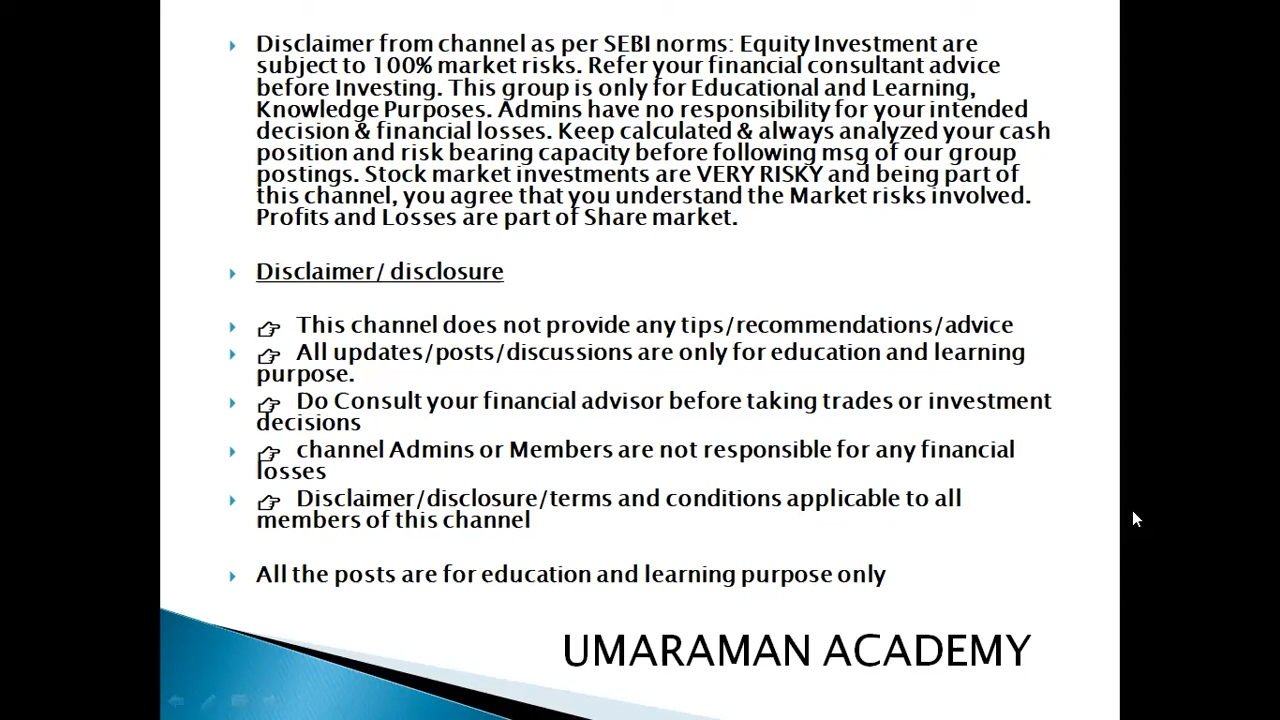 Disclaimer from channel as per SEBI norms: Equity Investment are
subject to 100% market risks. Refer your financial consultant advice
before Investing. This group is only for Educational and Learning,
Knowledge Purposes. Admins have no responsibility for your intended
decision & financial losses. Keep calculated & always analyzed your cash
position and risk bearing capacity before following msg of our group
postings. Stock market investments are VERY RISKY and being part of
this channel, you agree that you understand the Market risks involved.
Profits and Losses are part of Share market.
Disclaimer/ disclosure
👉 This channel does not provide any tips/recommendations/advice
👉 All updates/posts/discussions are only for education and learning
purpose.
👉 Do Consult your financial advisor before taking trades or investment
decisions
👉 channel Admins or Members are not responsible for any financial
losses
👉 Disclaimer/disclosure/terms and conditions applicable to all
members of this channel
All the posts are for education and learning purpose only
UMARAMAN ACADEMY